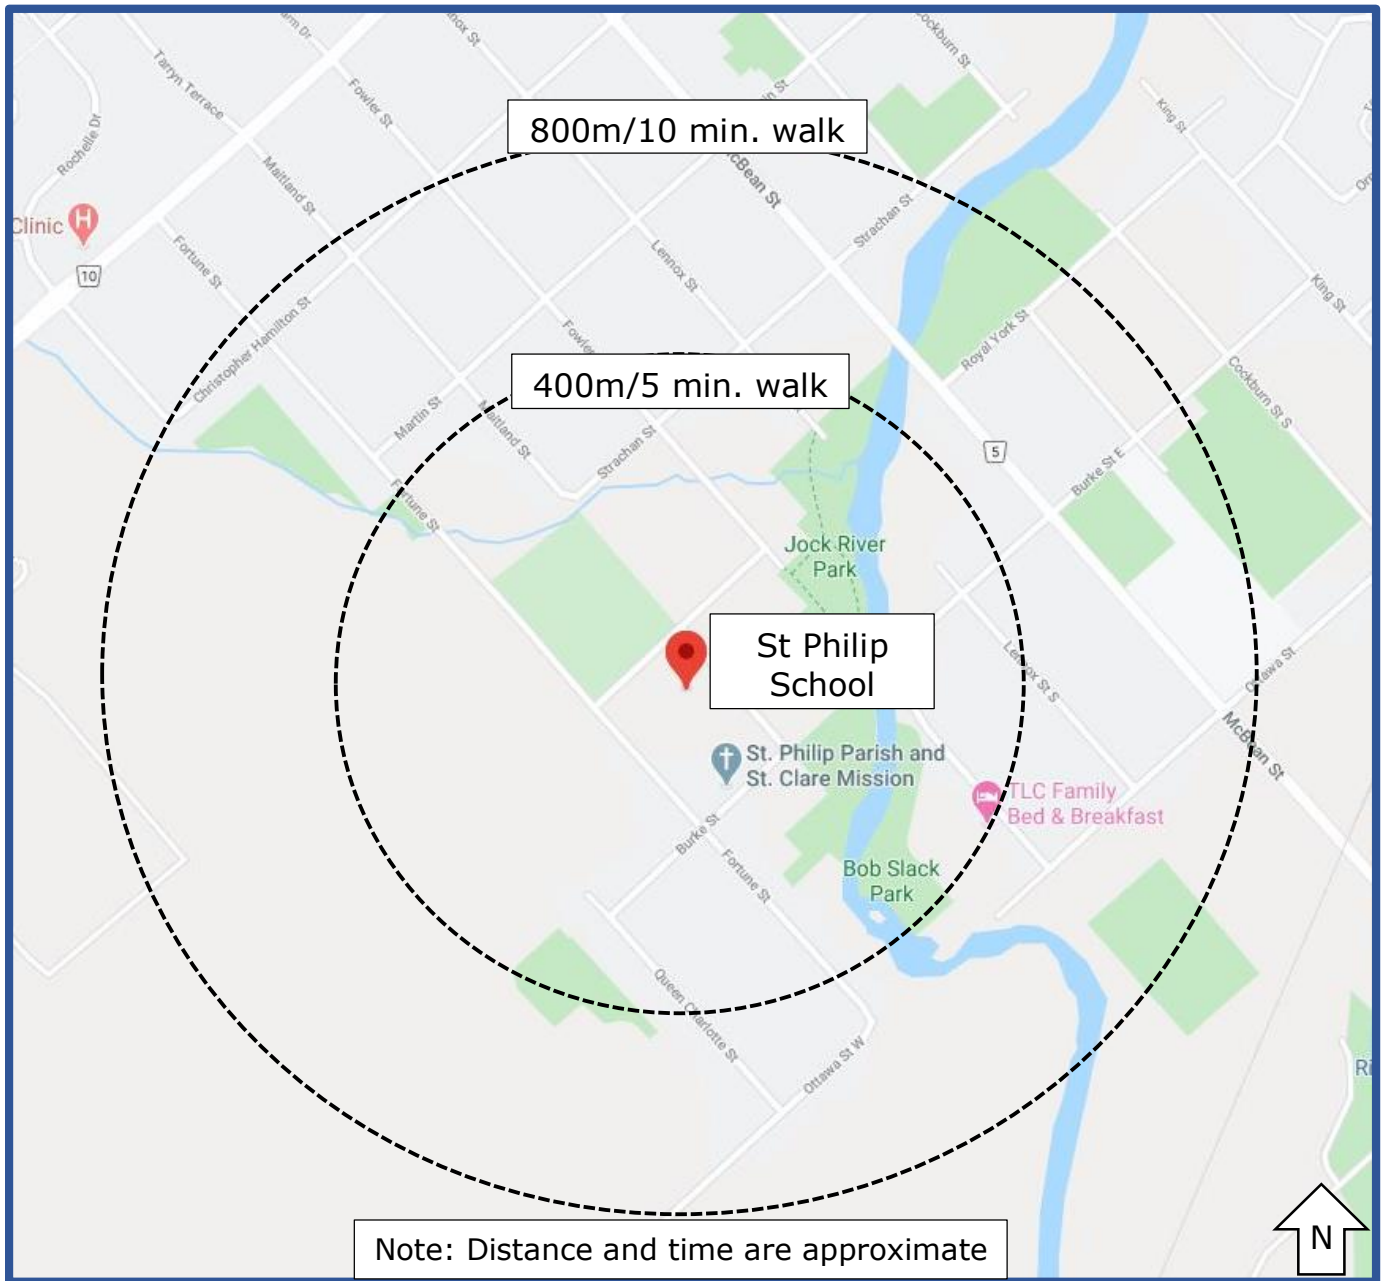 Cockburn St
Tarryn Terrace
Fowler St
King St
800m/10 min. walk
Rochelle Dr
Maitland St
McBean St
Strachan St
Clinic
H
10
Fortune St
Lennox St
King St
Christopher Hamilton St
Royal York St
400m/5 min. walk
Cockburn St S
Martin St
Maitland St
Strachan St
5
Burke St E
Fortune St
Jock River
Park
St Philip
School
Lennox St S
Ottawa St
McBean St
St. Philip Parish and
St. Clare Mission
TLC Family
Bed & Breakfast
Burke St
Fortune St
Bob Slack
Park
Queen Charlotte St
Ottawa St W
Note: Distance and time are approximate
N